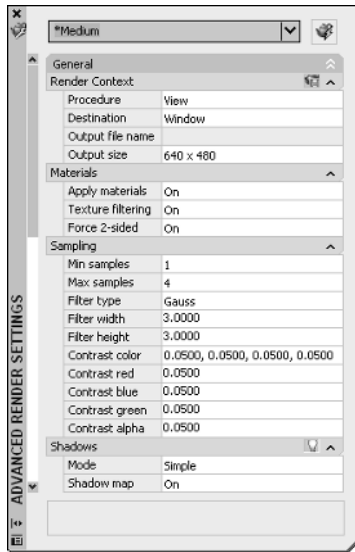 *Medium
General
Render Context
Procedure View
Destination Window
Output file name
Output size 640 x 480
Materials
Apply materials On
Texture filtering On
Force 2-sided On
Sampling
Min samples 1
Max samples 4
Filter type Gauss
Filter width 3.0000
Filter height 3.0000
Contrast color 0.0500, 0.0500, 0.0500, 0.0500
Contrast red 0.0500
Contrast blue 0.0500
Contrast green 0.0500
Contrast alpha 0.0500
Shadows
Mode Simple
Shadow map On
ADVANCED RENDER SETTINGS